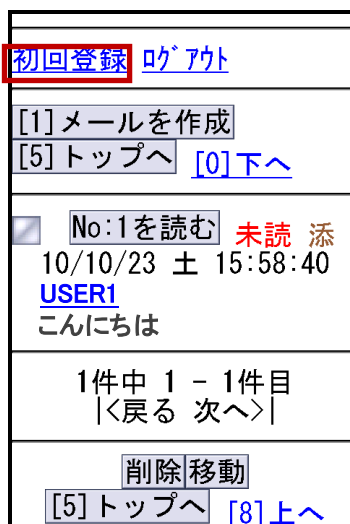 初回登録 ﾛｸﾞｱｳﾄ
[1]メールを作成
[5]トップへ [0]下へ
No:1を読む 未読 添
10/10/23 土 15:58:40
USER1
こんにちは
1件中 1 - 1件目
|<戻る 次へ>|
削除 移動
[5]トップへ [8]上へ